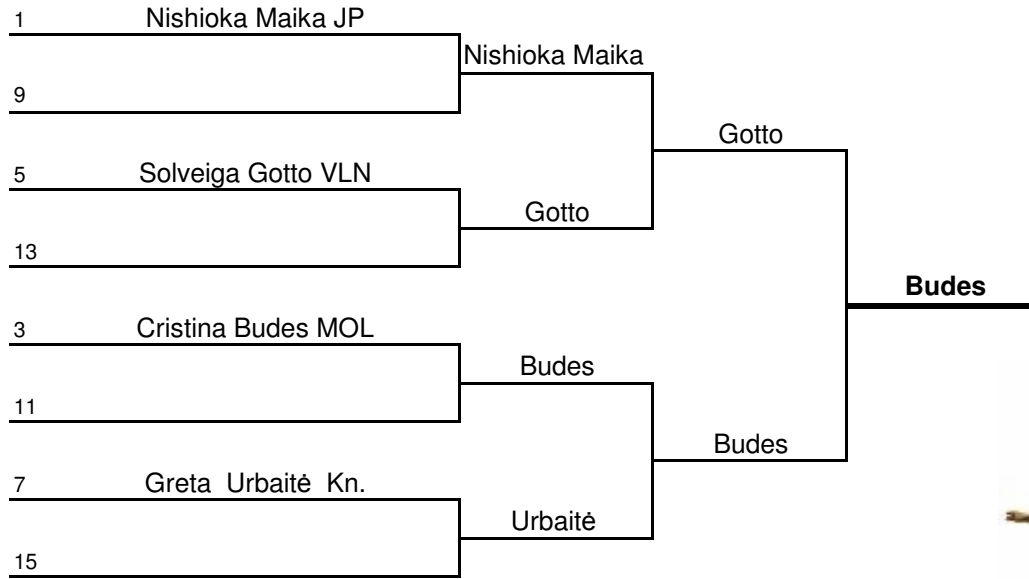 1 Nishioka Maika JP
Nishioka Maika
9
Gotto
5 Solveiga Gotto VLN
Gotto
13
Budes
3 Cristina Budes MOL
Budes
11
Budes
7 Greta Urbaitė Kn.
Urbaitė
15